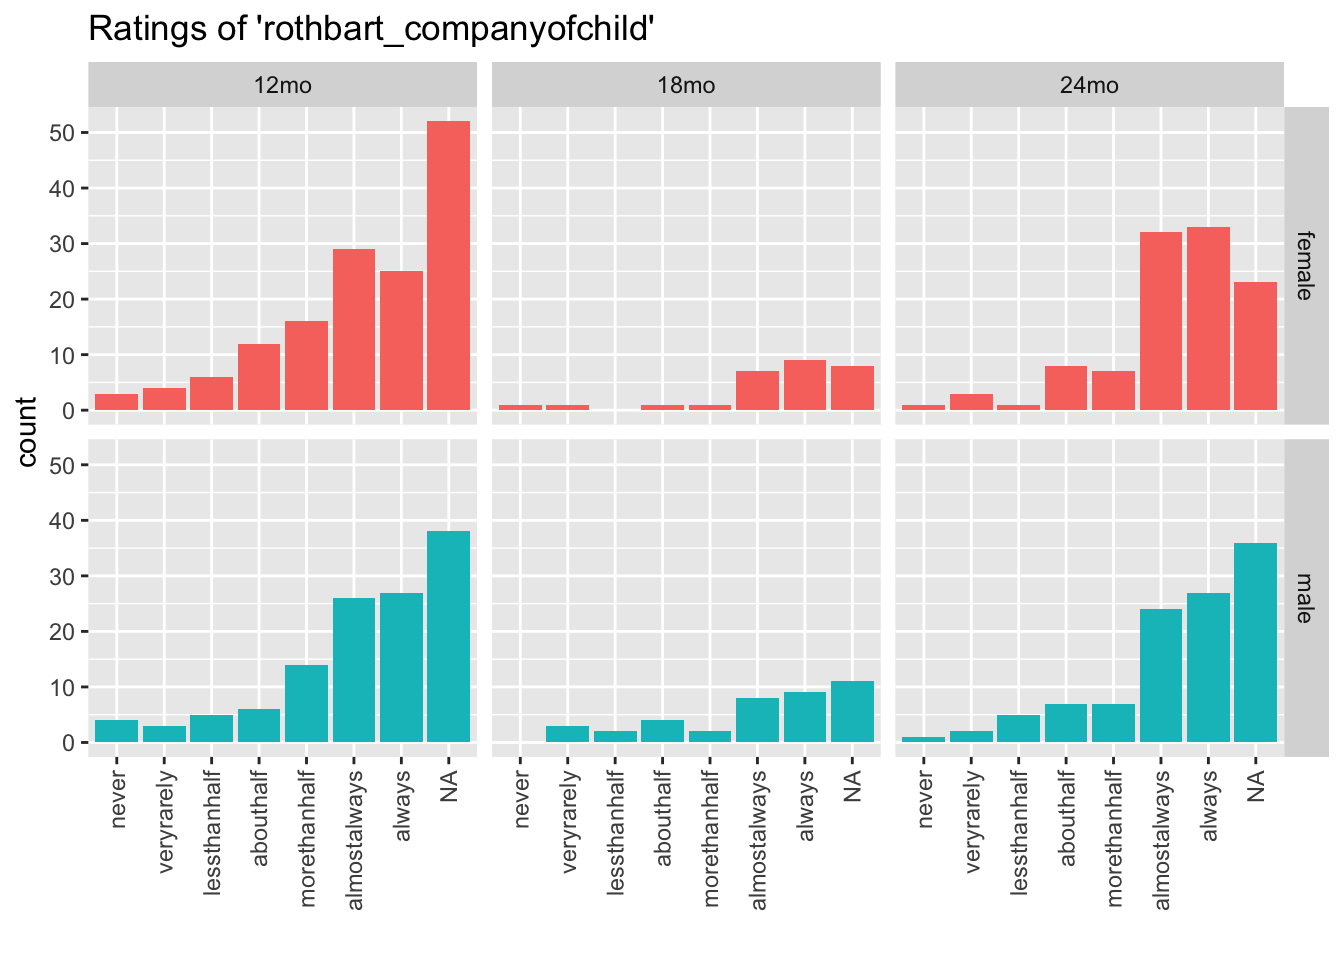 Ratings of 'rothbart_companyofchild'
12mo 18mo 24mo
50
40
30
20
10
0
female
count
50
40
30
20
10
0
male
never veryrarely lessthanhalf abouthalf morethanhalf almostalways always NA never veryrarely lessthanhalf abouthalf morethanhalf almostalways always NA never veryrarely lessthanhalf abouthalf morethanhalf almostalways always NA